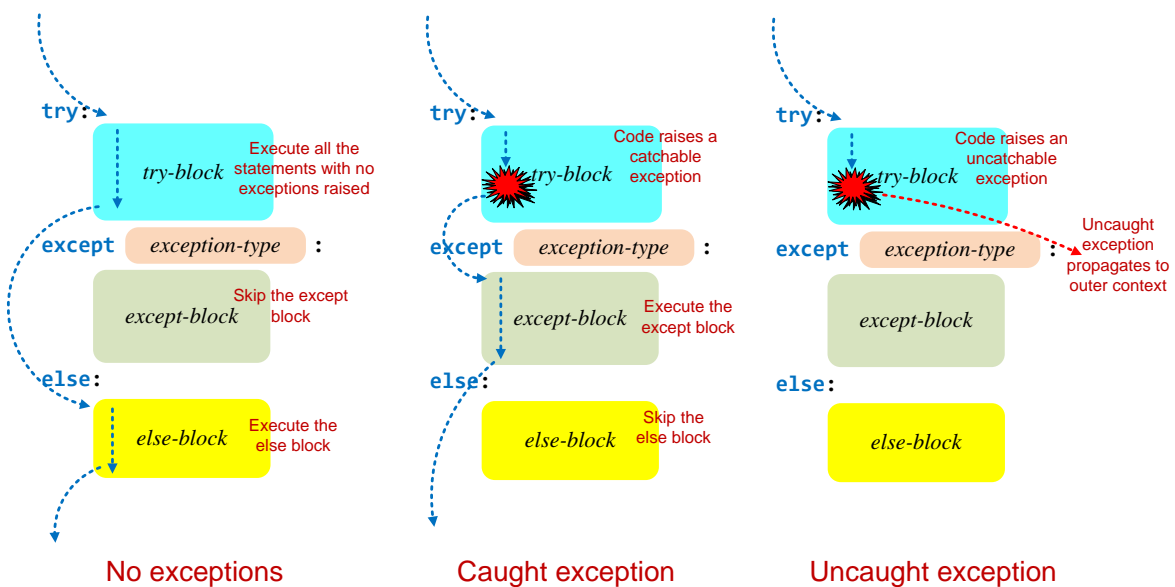 try:
try-block
Execute all the
statements with no
exceptions raised
except exception-type :
except-block
Skip the except
block
else:
else-block
Execute the
else block
No exceptions
try:
try-block
Code raises a
catchable
exception
except exception-type :
except-block
Execute the
except block
else:
else-block
Skip the
else block
Caught exception
try:
try-block
Code raises an
uncatchable
exception
except exception-type :
Uncaught
exception
propagates to
outer context
except-block
else:
else-block
Uncaught exception